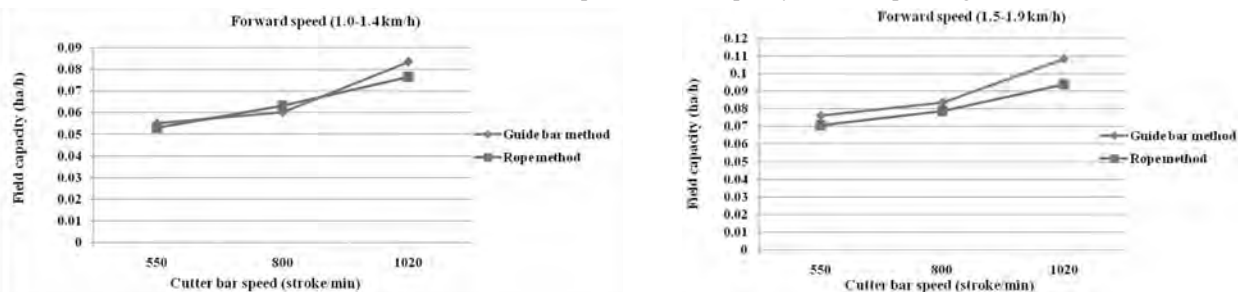 Forward speed (1.0-1.4 km/h)
0.09
0.08
0.07
0.06
0.05
0.04
0.03
0.02
0.01
0
Field capacity (ha/h)
550
800
1020
Cutter bar speed (stroke/min)
Guide bar method
Rope method
Forward speed (1.5-1.9 km/h)
0.12
0.11
0.1
0.09
0.08
0.07
0.06
0.05
0.04
0.03
0.02
0.01
0
Field capacity (ha/h)
550
800
1020
Cutter bar speed (stroke/min)
Guide bar method
Rope method